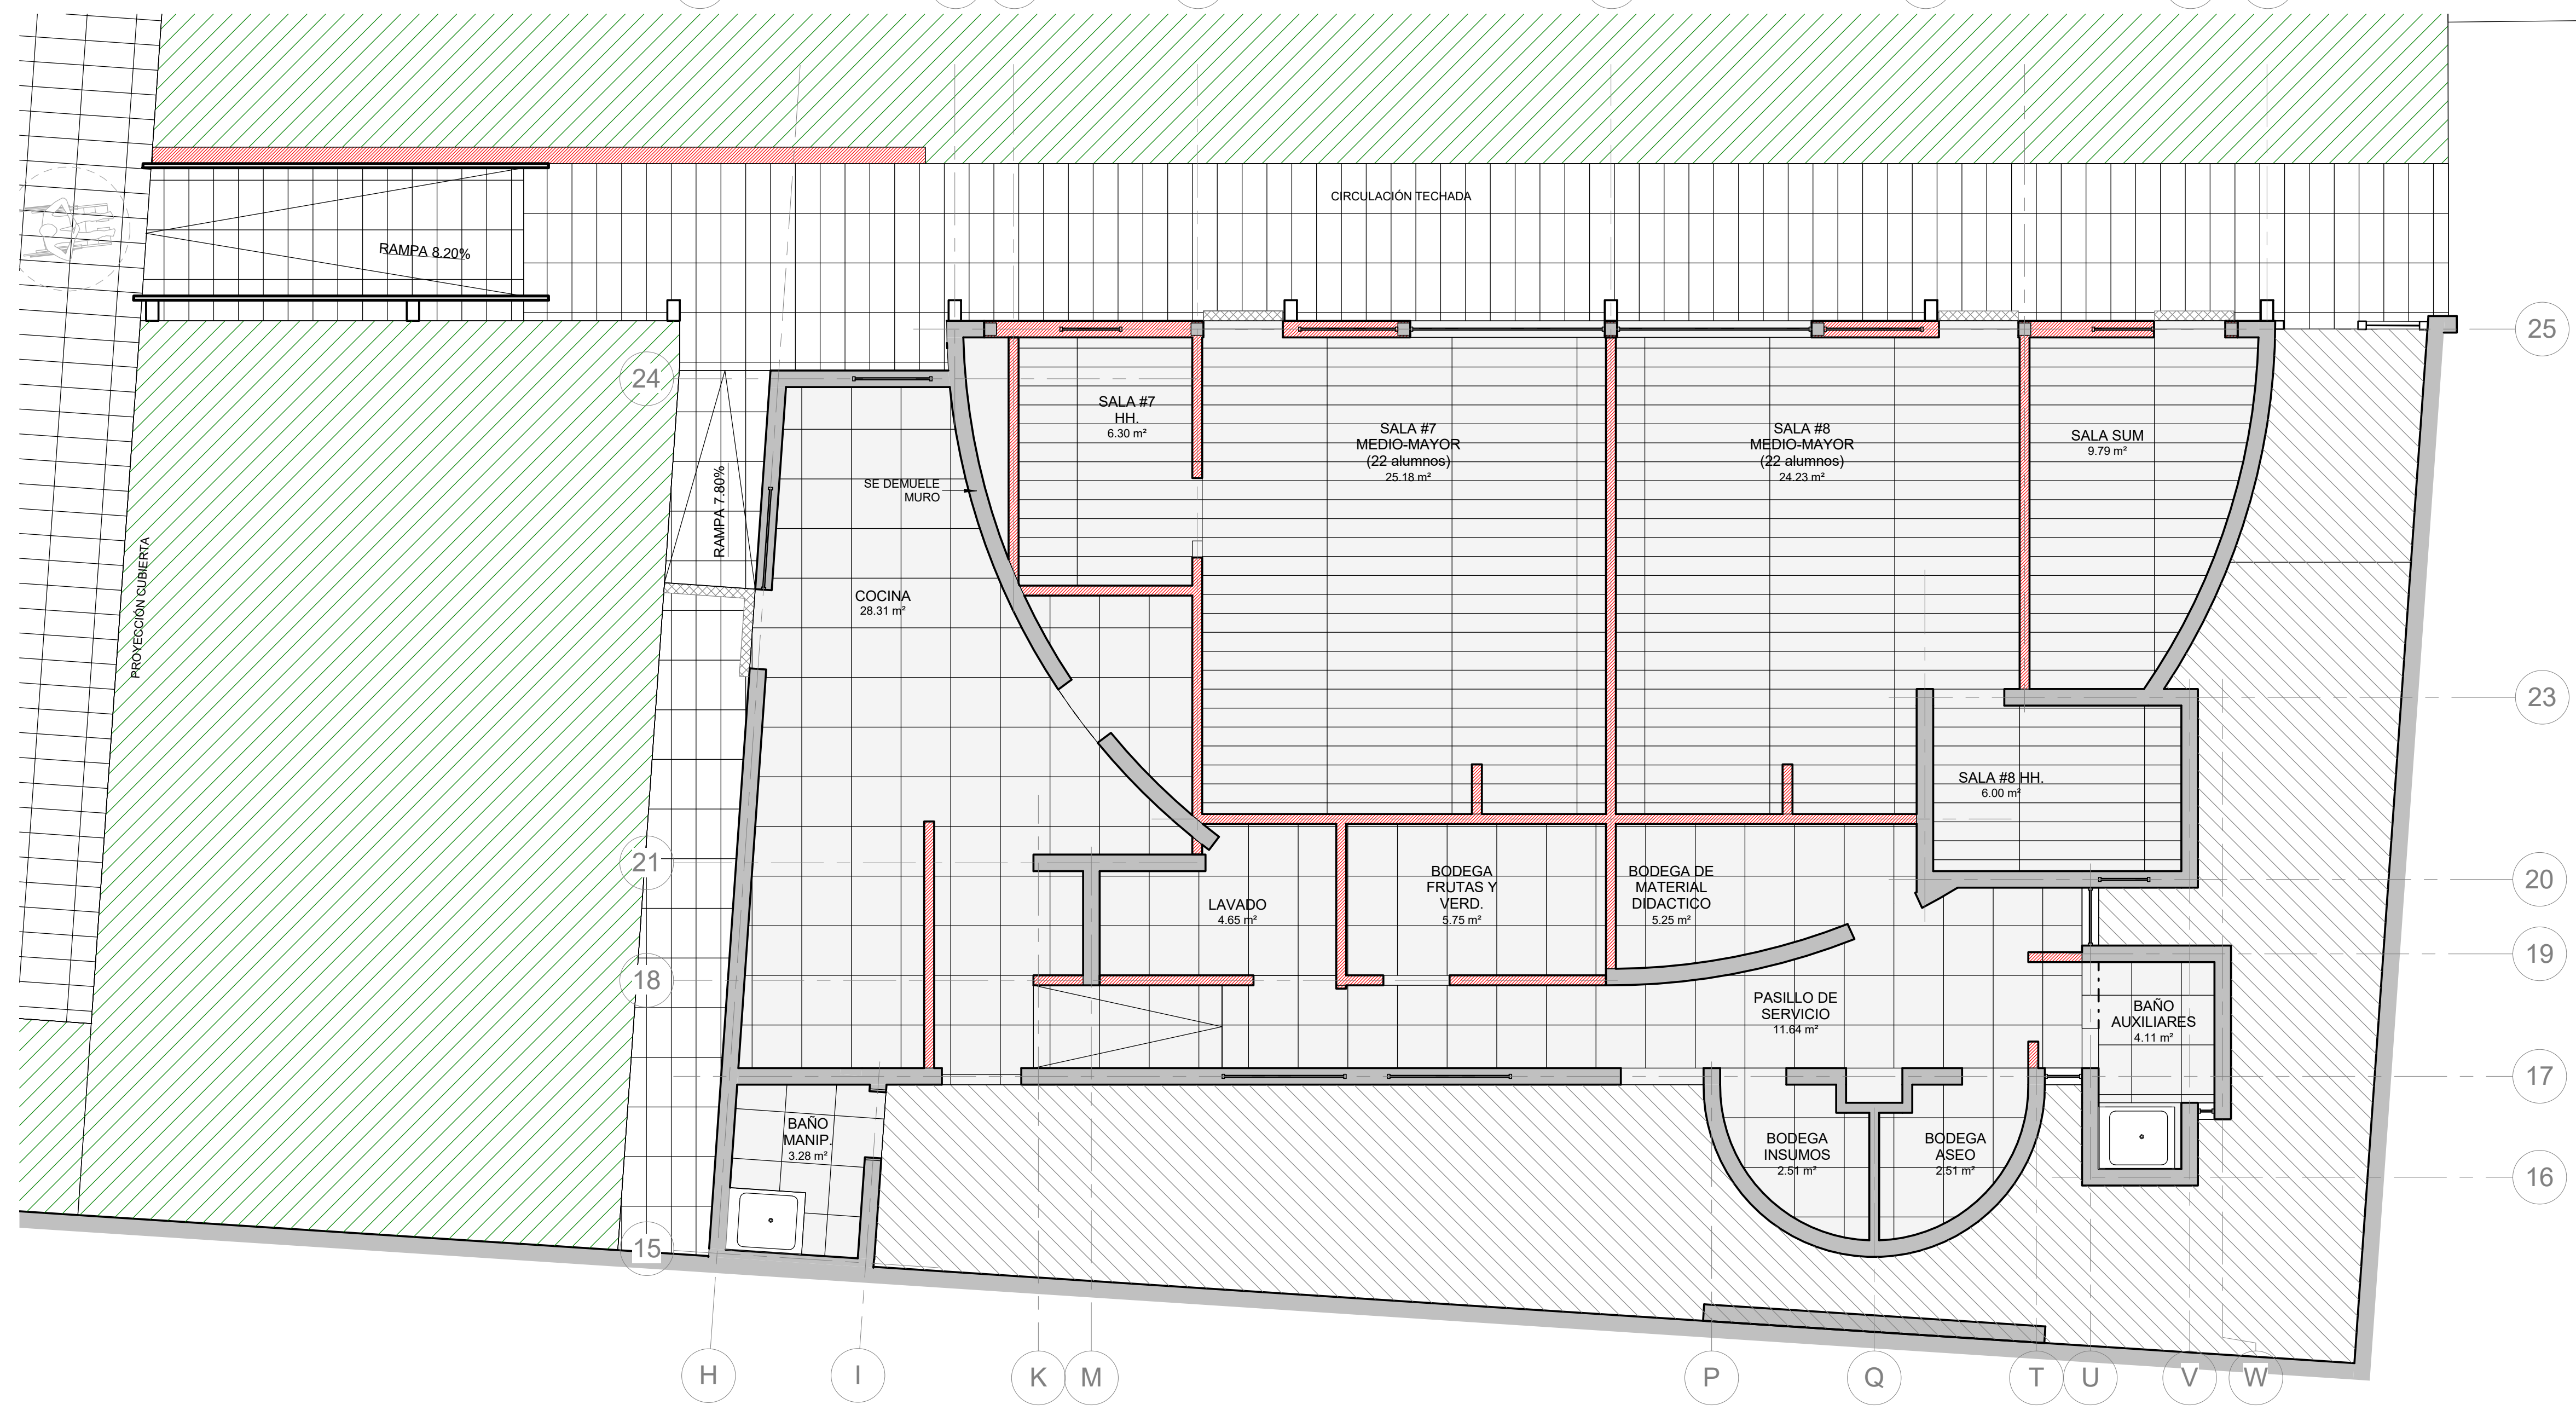 CIRCULACIÓN TECHADA
RAMPA 8.20%
25
24
SALA #7
HH.
6.30 m²
SALA #7
MEDIO-MAYOR
(22 alumnos)
25.18 m²
SALA #8
MEDIO-MAYOR
(22 alumnos)
24.23 m²
SALA SUM
9.79 m²
SE DEMUELE
MURO
RAMPA 7.80%
PROYECCIÓN CUBIERTA
COCINA
28.31 m²
23
SALA #8 HH.
6.00 m²
21
20
LAVADO
4.65 m²
BODEGA
FRUTAS Y
VERD.
5.75 m²
BODEGA DE
MATERIAL
DIDACTICO
5.25 m²
19
18
PASILLO DE
SERVICIO
11.64 m²
BAÑO
AUXILIARES
4.11 m²
17
BAÑO
MANIP.
3.28 m²
BODEGA
INSUMOS
2.51 m²
BODEGA
ASEO
2.51 m²
16
15
H
I
K
M
P
Q
T
U
V
W